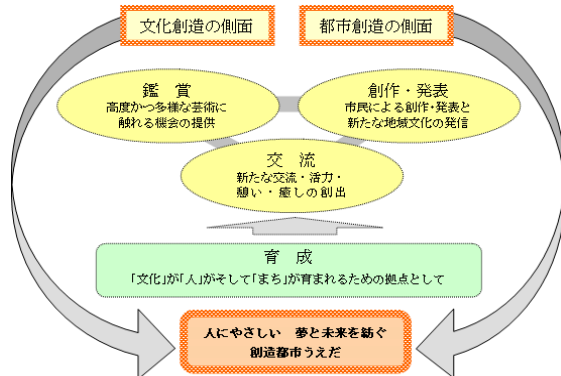 文化創造の側面
都市創造の側面
鑑　賞
高度かつ多様な芸術に
触れる機会の提供
創作・発表
市民による創作・発表と
新たな地域文化の発信
交　流
新たな交流・活力・
憩い・癒しの創出
育　成
「文化」が「人」がそして「まち」が育まれるための拠点として
人にやさしい　夢と未来を紡ぐ
創造都市うえだ